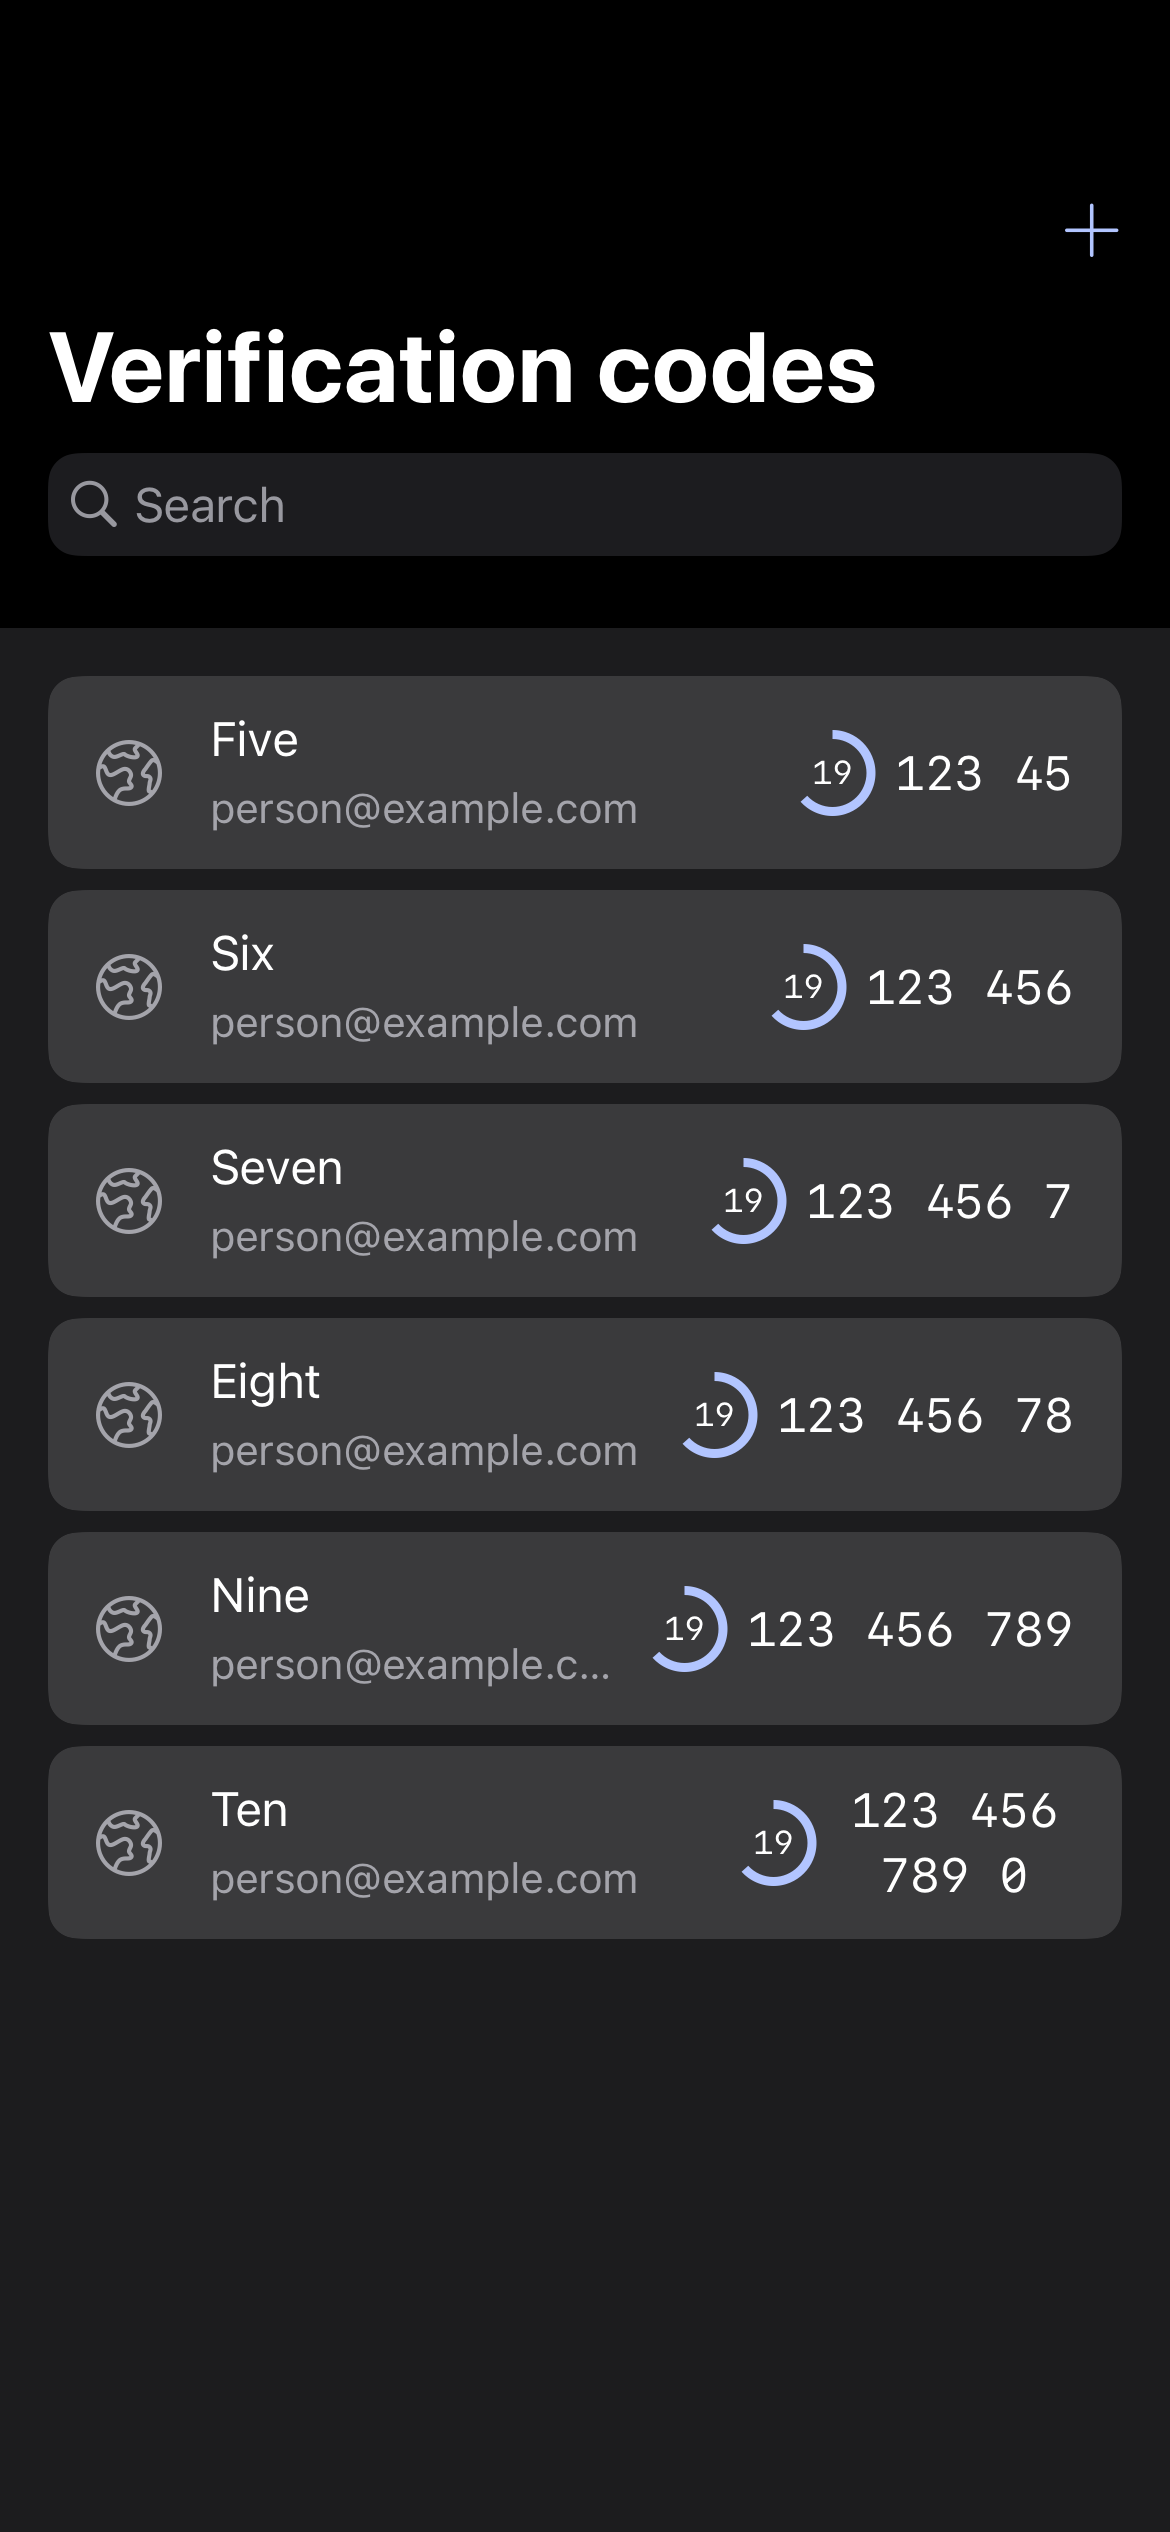 Verification codes
Search
Five
person@example.com
19
123 45
Six
person@example.com
19
123 456
Seven
person@example.com
19
123 456 7
Eight
person@example.com
19
123 456 78
Nine
person@example.c...
19
123 456 789
Ten
person@example.com
19
123 456
789 0